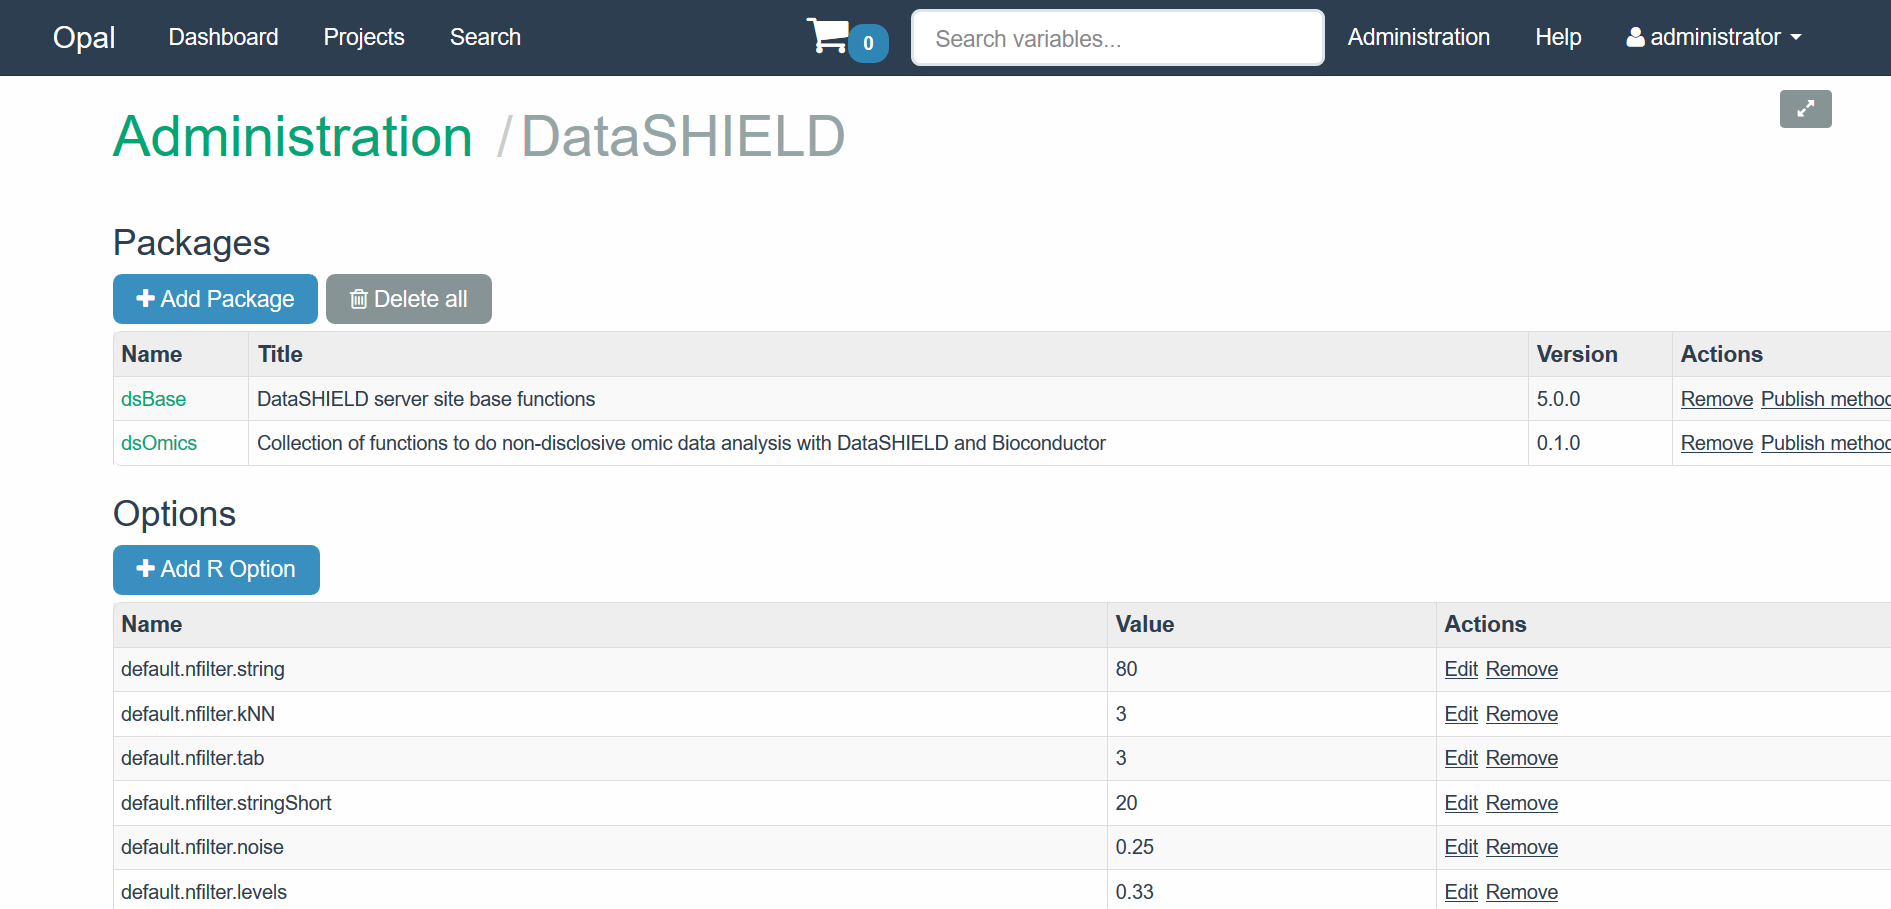 Opal Dashboard Projects Search 0 Search variables... Administration Help administrator
Administration / DataSHIELD
Packages
Add Package Delete all
Name Title Version Actions
dsBase DataSHIELD server site base functions 5.0.0 Remove Publish method
dsOmics Collection of functions to do non-disclosive omic data analysis with DataSHIELD and Bioconductor 0.1.0 Remove Publish method
Options
Add R Option
Name Value Actions
default.nfilter.string 80 Edit Remove
default.nfilter.kNN 3 Edit Remove
default.nfilter.tab 3 Edit Remove
default.nfilter.stringShort 20 Edit Remove
default.nfilter.noise 0.25 Edit Remove
default.nfilter.levels 0.33 Edit Remove